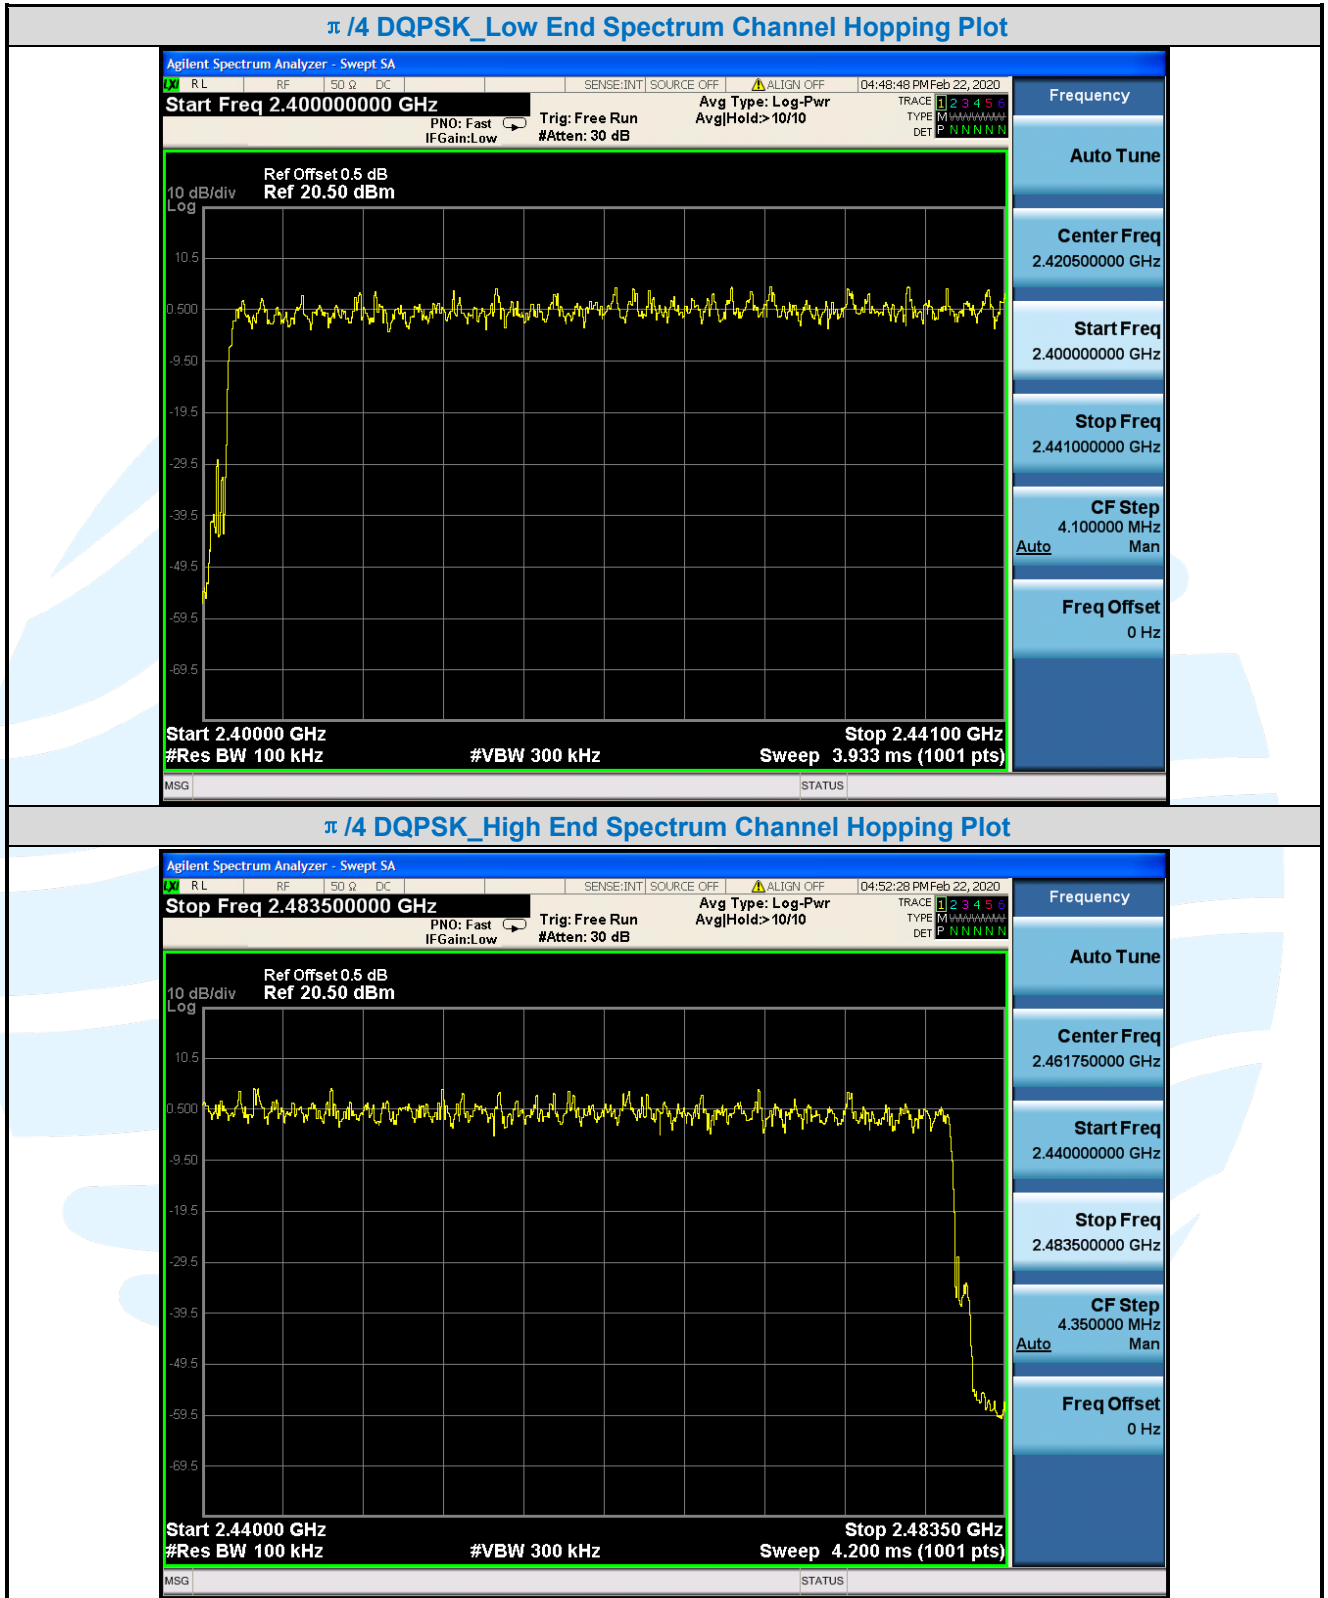 π /4 DQPSK_Low End Spectrum Channel Hopping Plot
Agilent Spectrum Analyzer - Swept SA
LXI RL RF 50 Ω DC SENSE:INT SOURCE OFF ALIGN OFF 04:48:48 PM Feb 22, 2020
Start Freq 2.400000000 GHz
PNO: Fast
IFGain:Low
Trig: Free Run
#Atten: 30 dB
Avg Type: Log-Pwr
Avg|Hold:>10/10
TRACE 1 2 3 4 5 6
TYPE M WWWWW
DET P N N N N N
Ref Offset 0.5 dB
10 dB/div Ref 20.50 dBm
Log
10.5
0.500
-9.50
-19.5
-29.5
-39.5
-49.5
-59.5
-69.5
Start 2.40000 GHz Stop 2.44100 GHz
#Res BW 100 kHz #VBW 300 kHz Sweep 3.933 ms (1001 pts)
MSG STATUS
Frequency
Auto Tune
Center Freq
2.420500000 GHz
Start Freq
2.400000000 GHz
Stop Freq
2.441000000 GHz
CF Step
4.100000 MHz
Auto Man
Freq Offset
0 Hz
π /4 DQPSK_High End Spectrum Channel Hopping Plot
Agilent Spectrum Analyzer - Swept SA
LXI RL RF 50 Ω DC SENSE:INT SOURCE OFF ALIGN OFF 04:52:28 PM Feb 22, 2020
Stop Freq 2.483500000 GHz
PNO: Fast
IFGain:Low
Trig: Free Run
#Atten: 30 dB
Avg Type: Log-Pwr
Avg|Hold:>10/10
TRACE 1 2 3 4 5 6
TYPE M WWWWW
DET P N N N N N
Ref Offset 0.5 dB
10 dB/div Ref 20.50 dBm
Log
10.5
0.500
-9.50
-19.5
-29.5
-39.5
-49.5
-59.5
-69.5
Start 2.44000 GHz Stop 2.48350 GHz
#Res BW 100 kHz #VBW 300 kHz Sweep 4.200 ms (1001 pts)
MSG STATUS
Frequency
Auto Tune
Center Freq
2.461750000 GHz
Start Freq
2.440000000 GHz
Stop Freq
2.483500000 GHz
CF Step
4.350000 MHz
Auto Man
Freq Offset
0 Hz